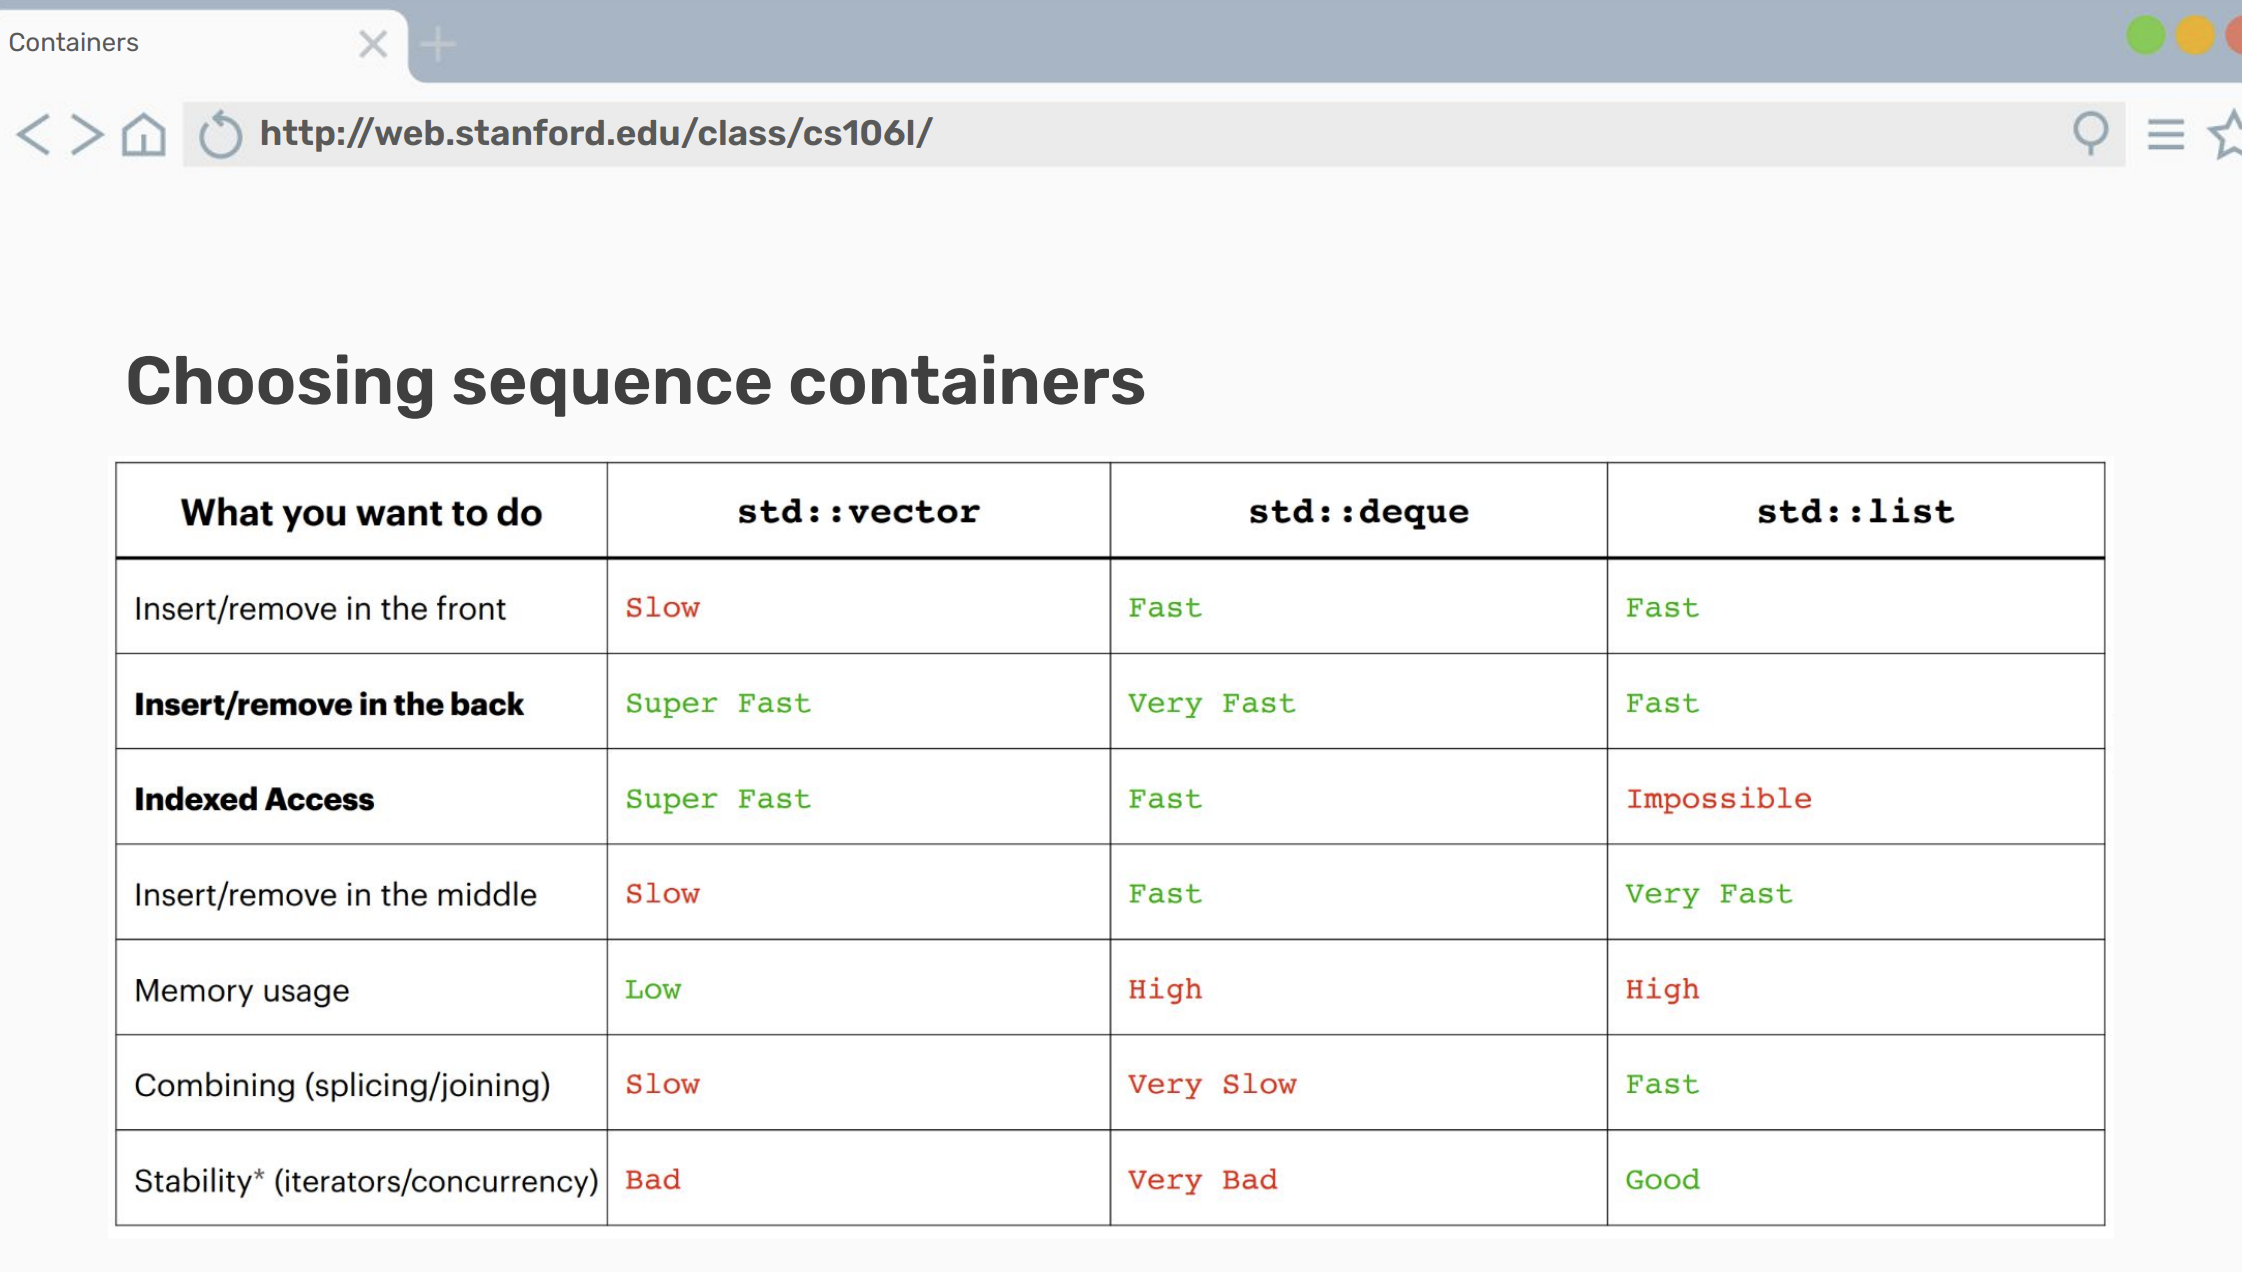 Containers
http://web.stanford.edu/class/cs106l/
Choosing sequence containers
What you want to do std::vector std::deque std::list
Insert/remove in the front Slow Fast Fast
Insert/remove in the back Super Fast Very Fast Fast
Indexed Access Super Fast Fast Impossible
Insert/remove in the middle Slow Fast Very Fast
Memory usage Low High High
Combining (splicing/joining) Slow Very Slow Fast
Stability* (iterators/concurrency) Bad Very Bad Good